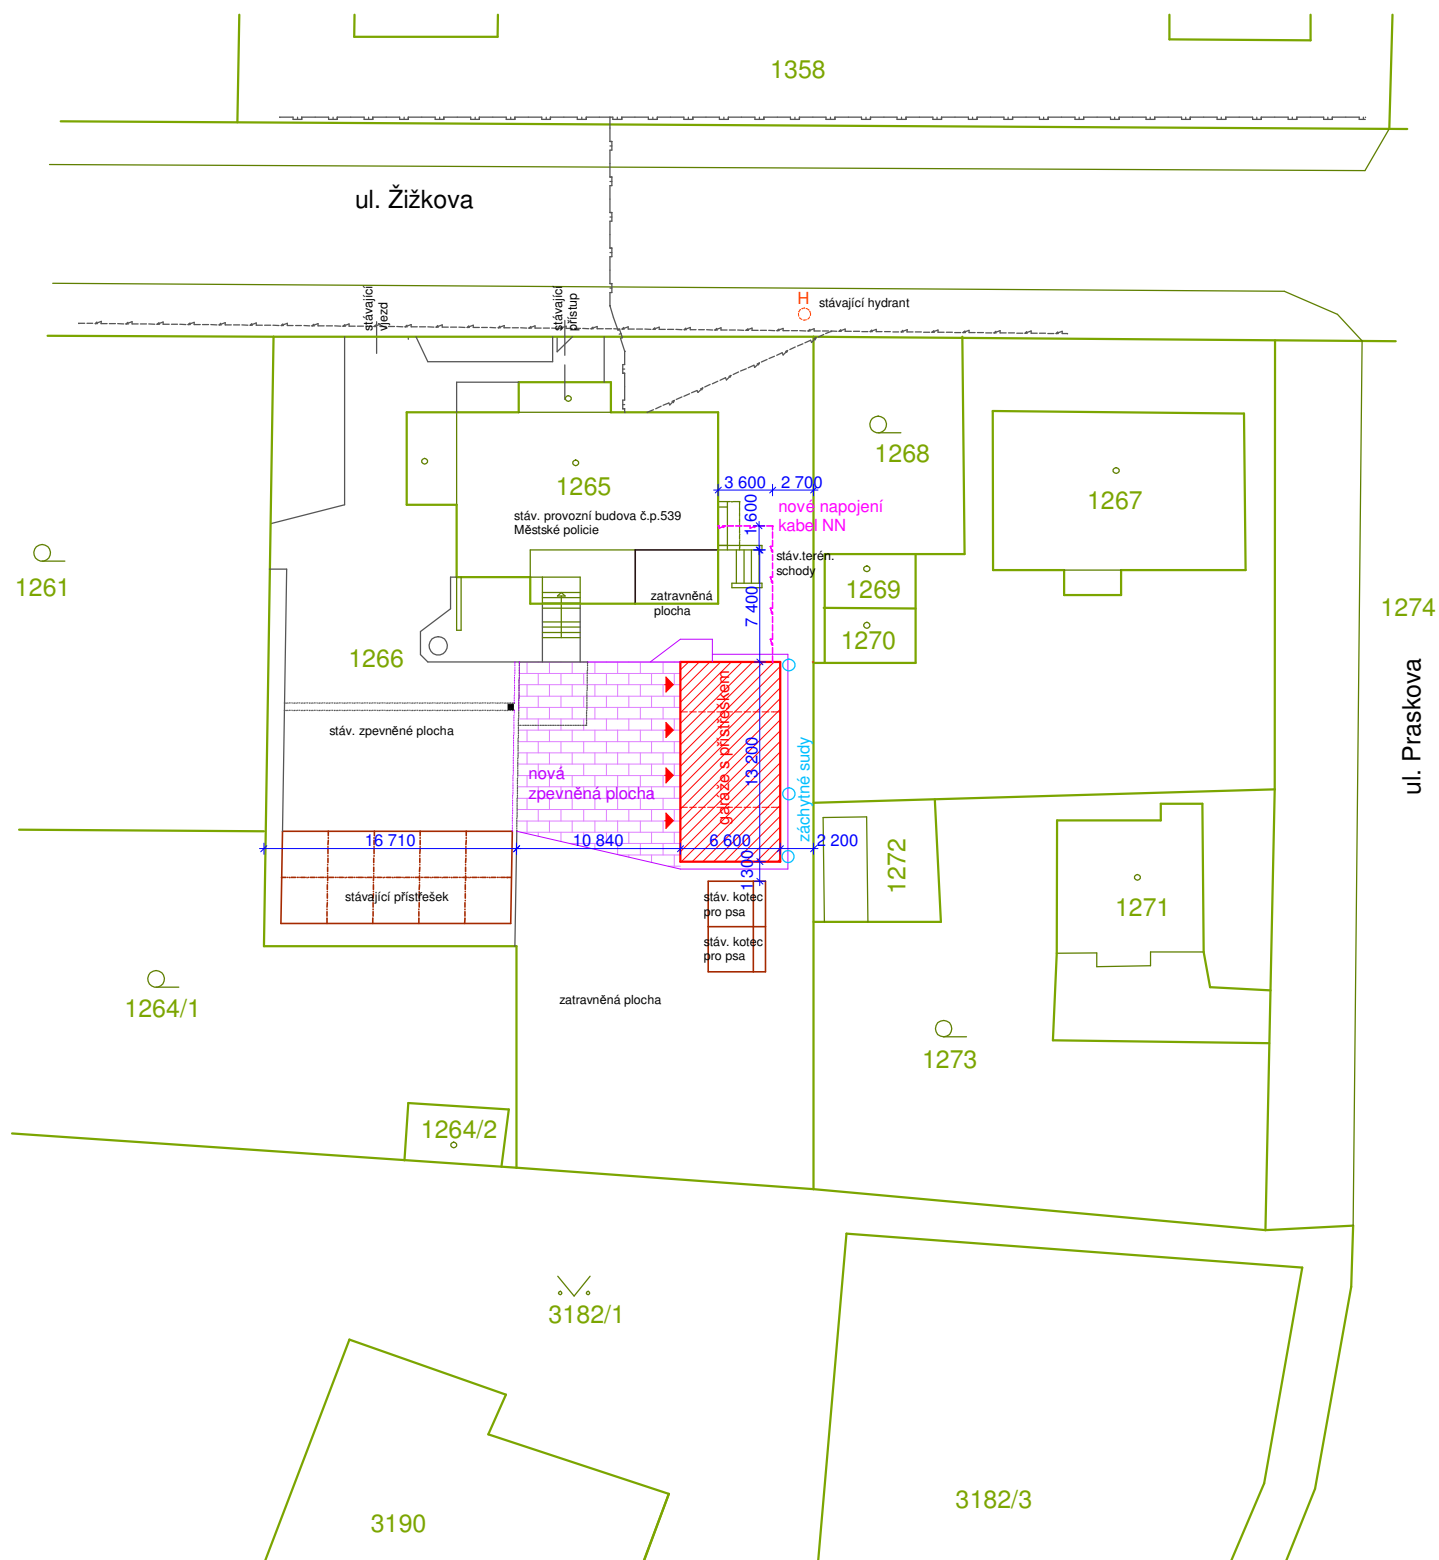 1358
ul. Žižkova
stávající
vjezd
stávající
přístup
H
stávající hydrant
1268
1267
1265
3 600
2 700
1 600
stáv. provozní budova č.p.539
Městské policie
nové napojení
kabel NN
stáv.terén.
schody
1261
1269
zatravněná
plocha
7 400
1274
1270
1266
ul. Praskova
stáv. zpevněné plocha
garáže s přístřeškem
13 200
záchytné sudy
nová
zpevněná plocha
16 710
10 840
6 600
2 200
1 300
1272
stávající přístřešek
stáv. kotec
pro psa
1271
stáv. kotec
pro psa
zatravněná plocha
1264/1
1273
1264/2
3182/1
3182/3
3190